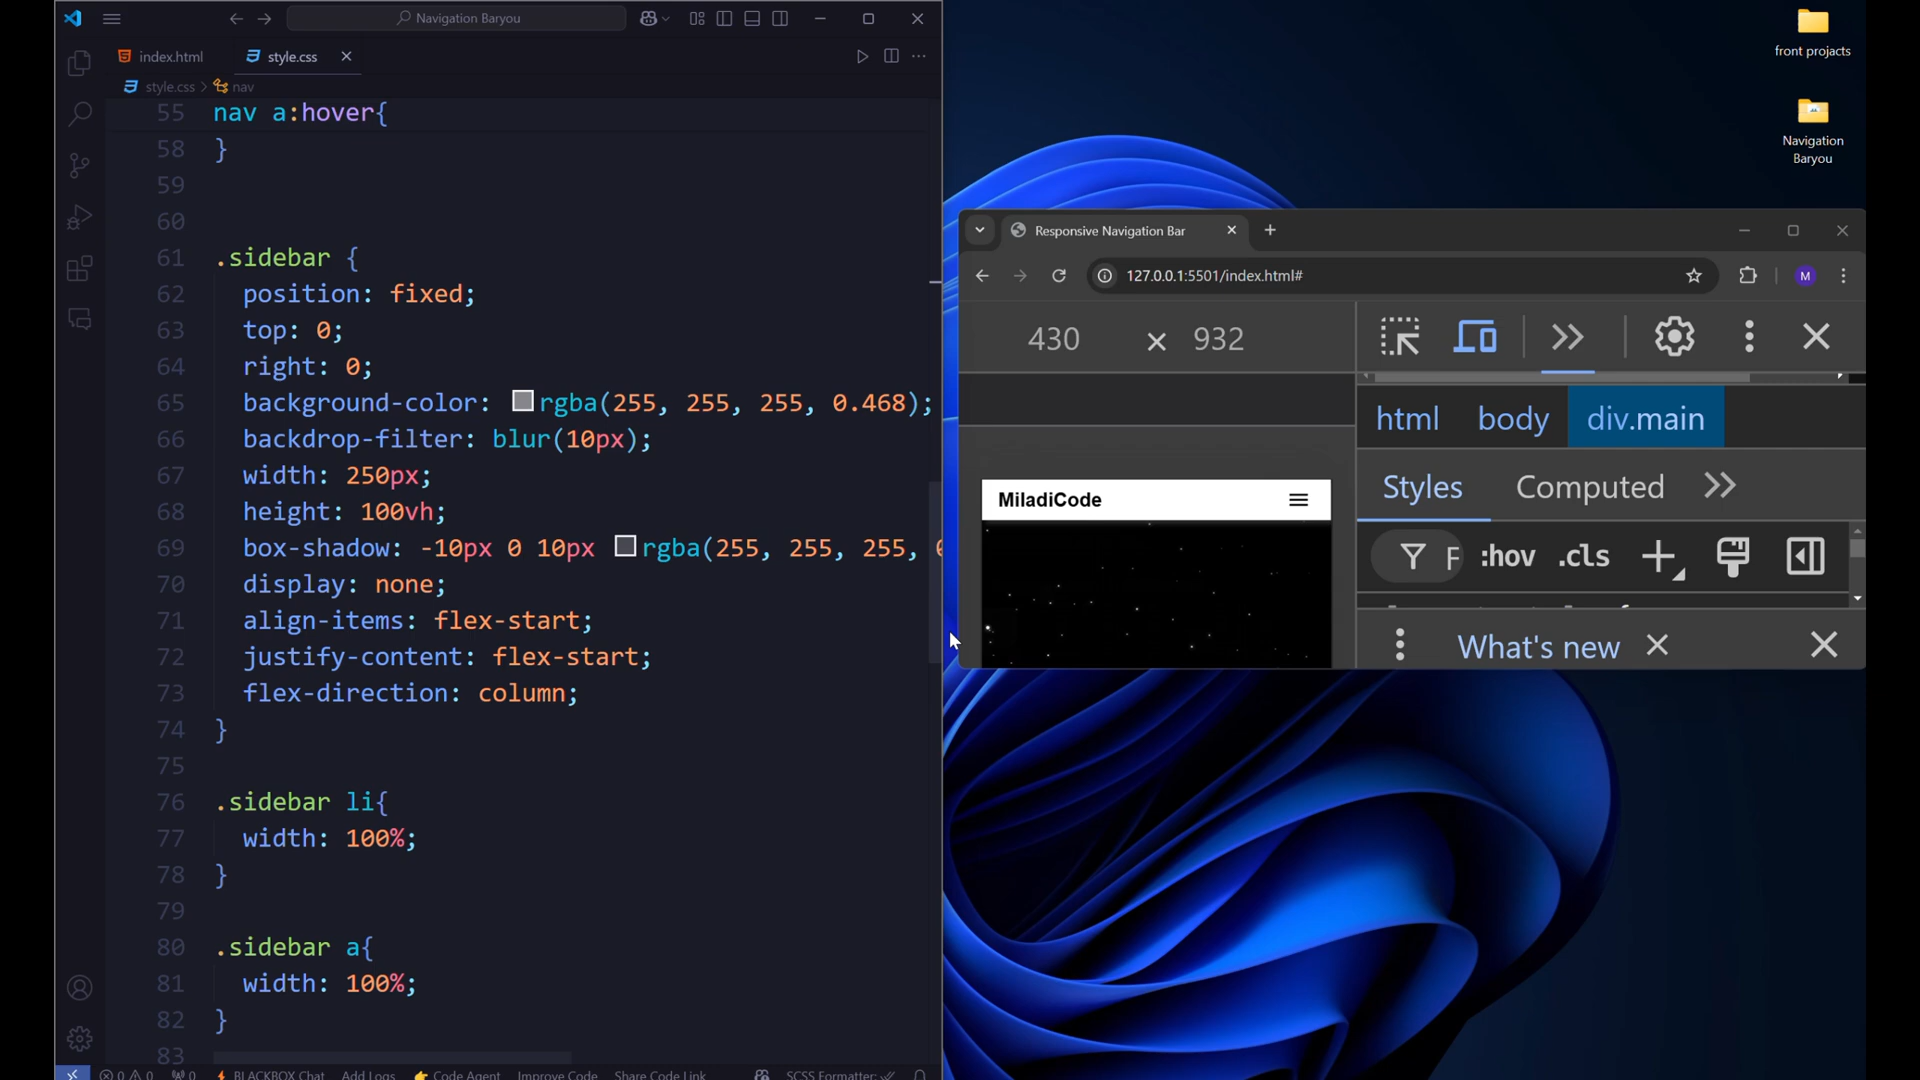 Navigation Baryou
index.html
style.css
style.css > nav
55 nav a:hover{
58 }
59
60
61 .sidebar {
62 position: fixed;
63 top: 0;
64 right: 0;
65 background-color: rgba(255, 255, 255, 0.468);
66 backdrop-filter: blur(10px);
67 width: 250px;
68 height: 100vh;
69 box-shadow: -10px 0 10px rgba(255, 255, 255,
70 display: none;
71 align-items: flex-start;
72 justify-content: flex-start;
73 flex-direction: column;
74 }
75
76 .sidebar li{
77 width: 100%;
78 }
79
80 .sidebar a{
81 width: 100%;
82 }
83
0 0 0 BLACKBOX Chat Add Logs Code Agent Improve Code Share Code Link SCSS Formatter:
front projacts
Navigation
Baryou
Responsive Navigation Bar
127.0.0.1:5501/index.html#
M
430 × 932
html body div.main
Styles Computed
F :hov .cls
What's new
MiladiCode